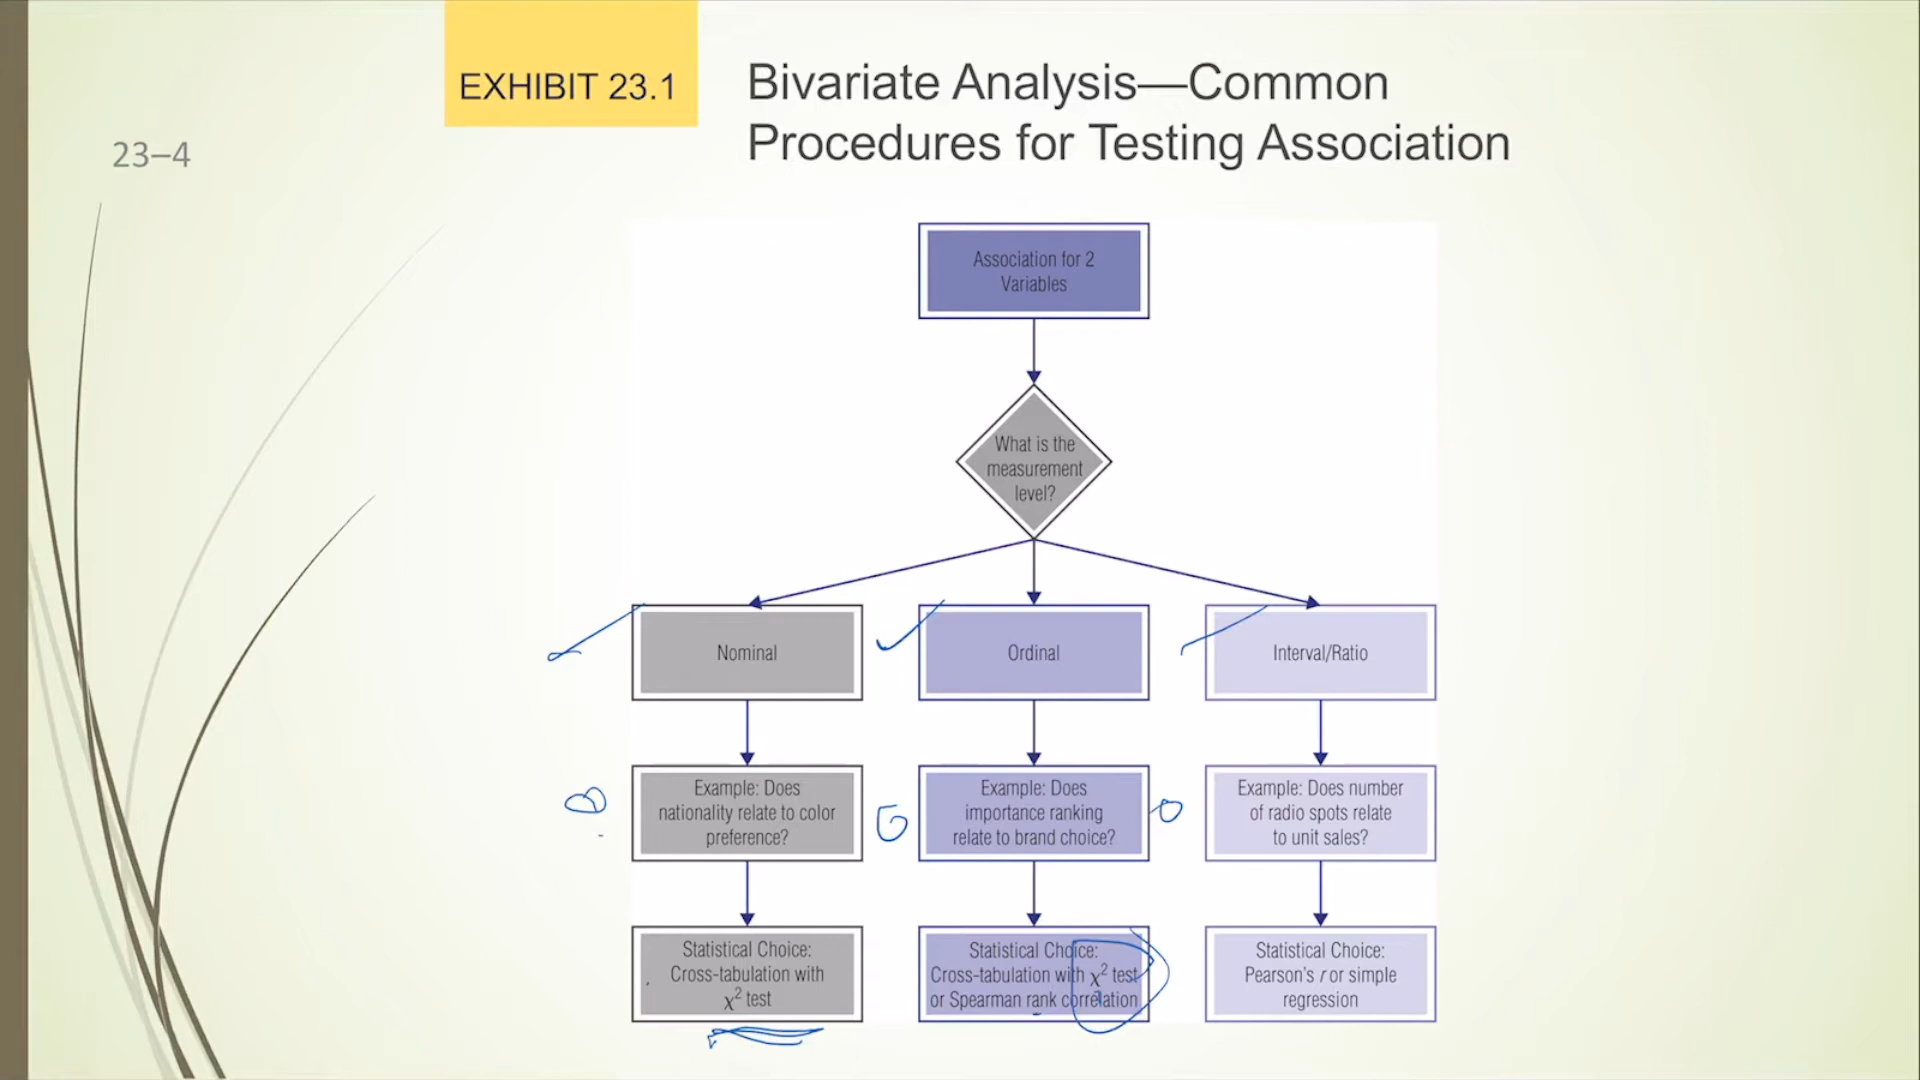 EXHIBIT 23.1
Bivariate Analysis—Common
Procedures for Testing Association
23–4
Association for 2
Variables
What is the
measurement
level?
Nominal
Ordinal
Interval/Ratio
Example: Does
nationality relate to color
preference?
Example: Does
importance ranking
relate to brand choice?
Example: Does number
of radio spots relate
to unit sales?
Statistical Choice:
Cross-tabulation with
χ² test
Statistical Choice:
Cross-tabulation with χ² test
or Spearman rank correlation
Statistical Choice:
Pearson's r or simple
regression